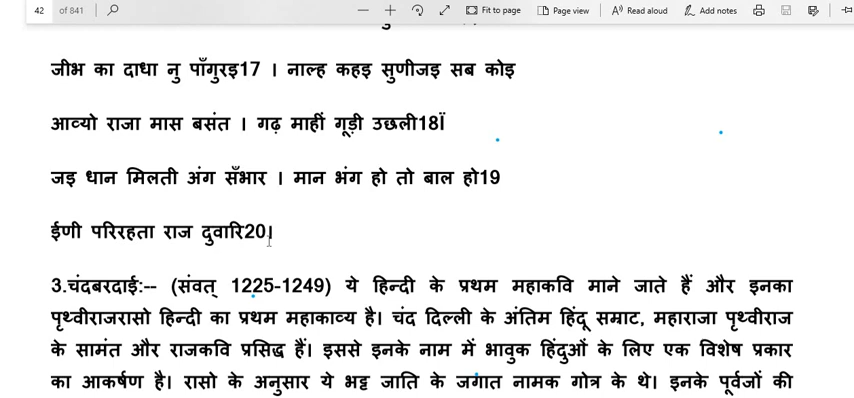 42 of 841 Fit to page Page view Read aloud Add notes
जीभ का दाधा नु पाँगुरइ17 । नाल्ह कहइ सुणीजइ सब कोइ
आव्यो राजा मास बसंत । गढ़ माहीं गूड़ी उछली18Ï
जइ धान मिलती अंग सँभार । मान भंग हो तो बाल हो19
ईणी परिरहता राज दुवारि20।
3.चंदबरदाई:-- (संवत् 1225-1249) ये हिन्दी के प्रथम महाकवि माने जाते हैं और इनका
पृथ्वीराजरासो हिन्दी का प्रथम महाकाव्य है। चंद दिल्ली के अंतिम हिंदू सम्राट, महाराजा पृथ्वीराज
के सामंत और राजकवि प्रसिद्ध हैं। इससे इनके नाम में भावुक हिंदुओं के लिए एक विशेष प्रकार
का आकर्षण है। रासो के अनुसार ये भट्ट जाति के जगात नामक गोत्र के थे। इनके पूर्वजों की